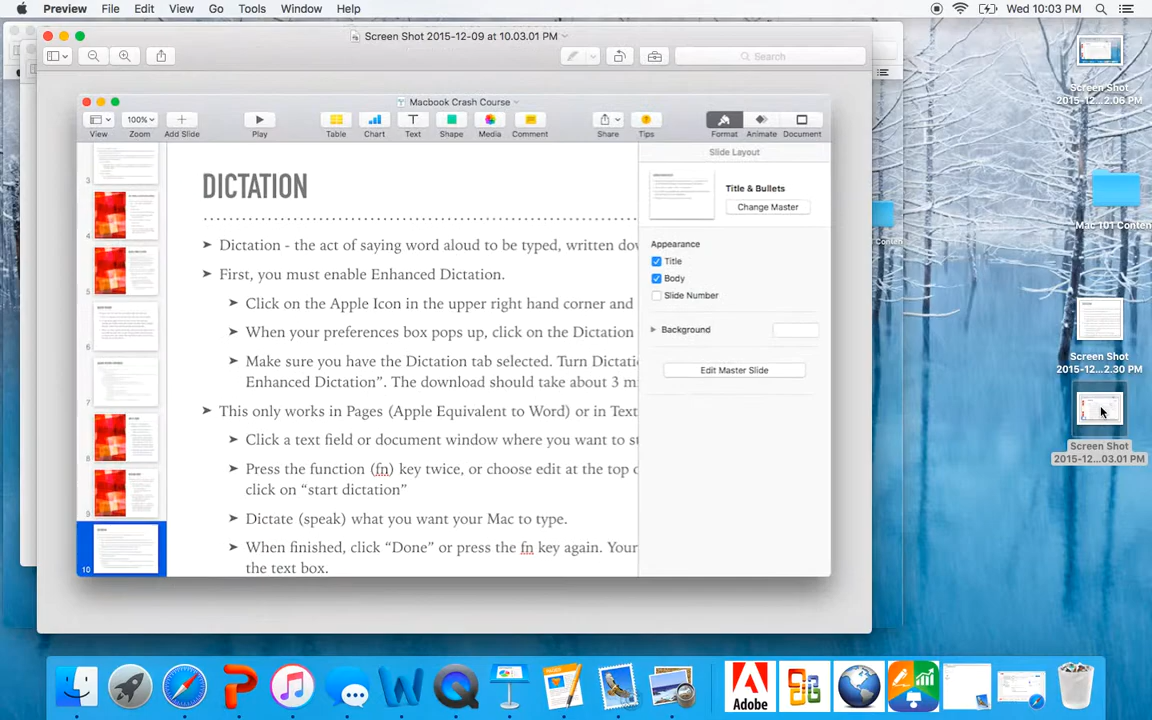 Preview File Edit View Go Tools Window Help Wed 10:03 PM
Screen Shot 2015-12-09 at 10.03.01 PM
Search
Macbook Crash Course
100%
View Zoom Add Slide Play Table Chart Text Shape Media Comment Share Tips Format Animate Document
Slide Layout
Title & Bullets
Change Master
Appearance
Title
Body
Slide Number
Background
Edit Master Slide
3
4
5
6
7
8
9
10
DICTATION
➤ Dictation - the act of saying word aloud to be typed, written dow
➤ First, you must enable Enhanced Dictation.
➤ Click on the Apple Icon in the upper right hand corner and
➤ When your preferences box pops up, click on the Dictation
➤ Make sure you have the Dictation tab selected. Turn Dictati
Enhanced Dictation”. The download should take about 3 m
➤ This only works in Pages (Apple Equivalent to Word) or in Text
➤ Click a text field or document window where you want to st
➤ Press the function (fn) key twice, or choose edit at the top o
click on “start dictation”
➤ Dictate (speak) what you want your Mac to type.
➤ When finished, click “Done” or press the fn key again. Your
the text box.
Screen Shot
2015-12...2.06 PM
Mac 101 Conten
Conten
Screen Shot
2015-12...2.30 PM
Screen Shot
2015-12...03.01 PM
Adobe